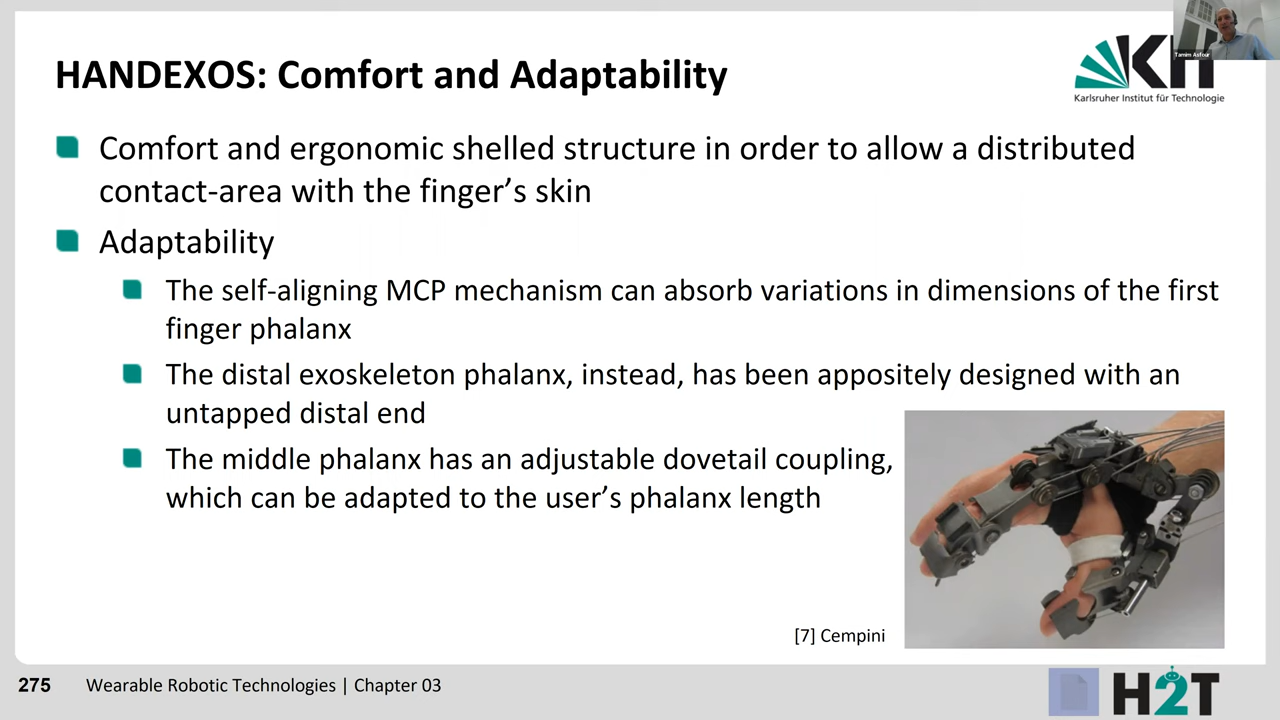 HANDEXOS: Comfort and Adaptability
KIT
Karlsruher Institut für Technologie
Tamim Asfour
Comfort and ergonomic shelled structure in order to allow a distributed
contact-area with the finger’s skin
Adaptability
The self-aligning MCP mechanism can absorb variations in dimensions of the first
finger phalanx
The distal exoskeleton phalanx, instead, has been appositely designed with an
untapped distal end
The middle phalanx has an adjustable dovetail coupling,
which can be adapted to the user’s phalanx length
[7] Cempini
275 Wearable Robotic Technologies | Chapter 03
H2T